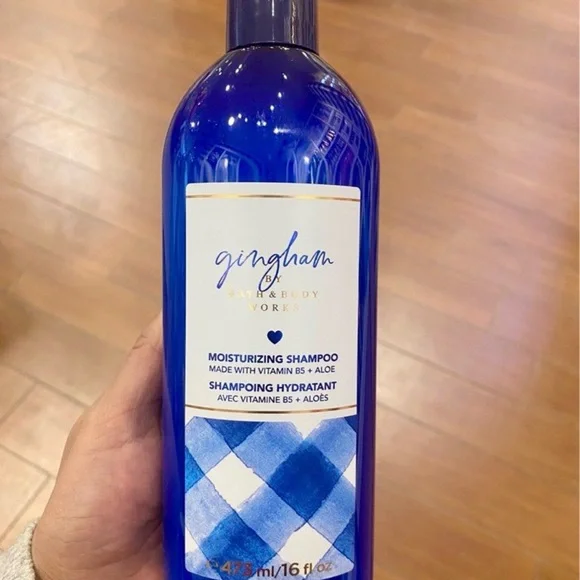 gingham
BY
BATH & BODY
WORKS
MOISTURIZING SHAMPOO
MADE WITH VITAMIN B5 + ALOE
SHAMPOING HYDRATANT
AVEC VITAMINE B5 + ALOÈS
473 ml/16 fl oz